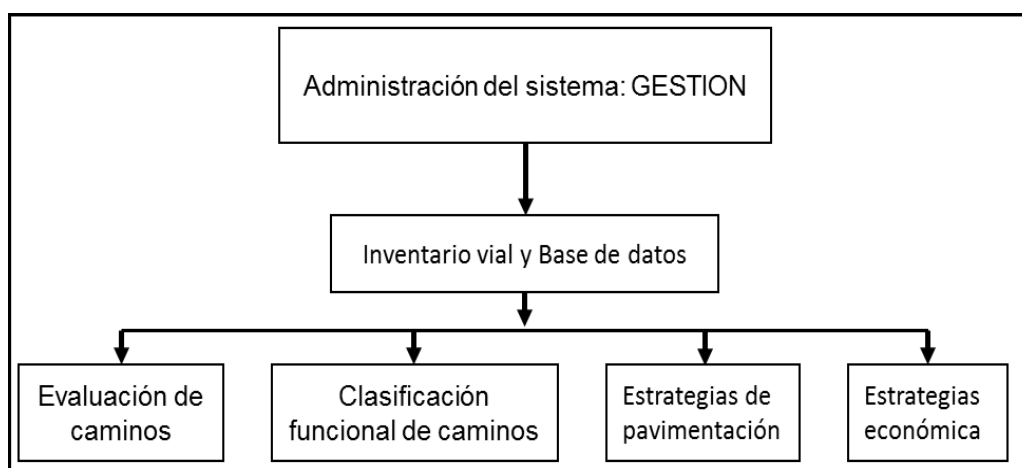 Administración del sistema: GESTION
Inventario vial y Base de datos
Evaluación de
caminos
Clasificación
funcional de caminos
Estrategias de
pavimentación
Estrategias
económica